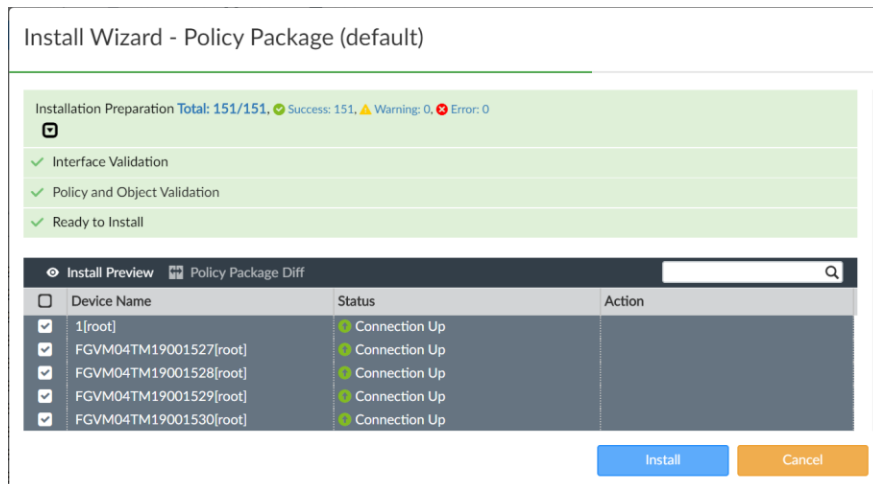 Install Wizard - Policy Package (default)
Installation Preparation Total: 151/151, Success: 151, Warning: 0, Error: 0
Interface Validation
Policy and Object Validation
Ready to Install
Install Preview Policy Package Diff
Device Name Status Action
1[root] Connection Up
FGVM04TM19001527[root] Connection Up
FGVM04TM19001528[root] Connection Up
FGVM04TM19001529[root] Connection Up
FGVM04TM19001530[root] Connection Up
Install Cancel